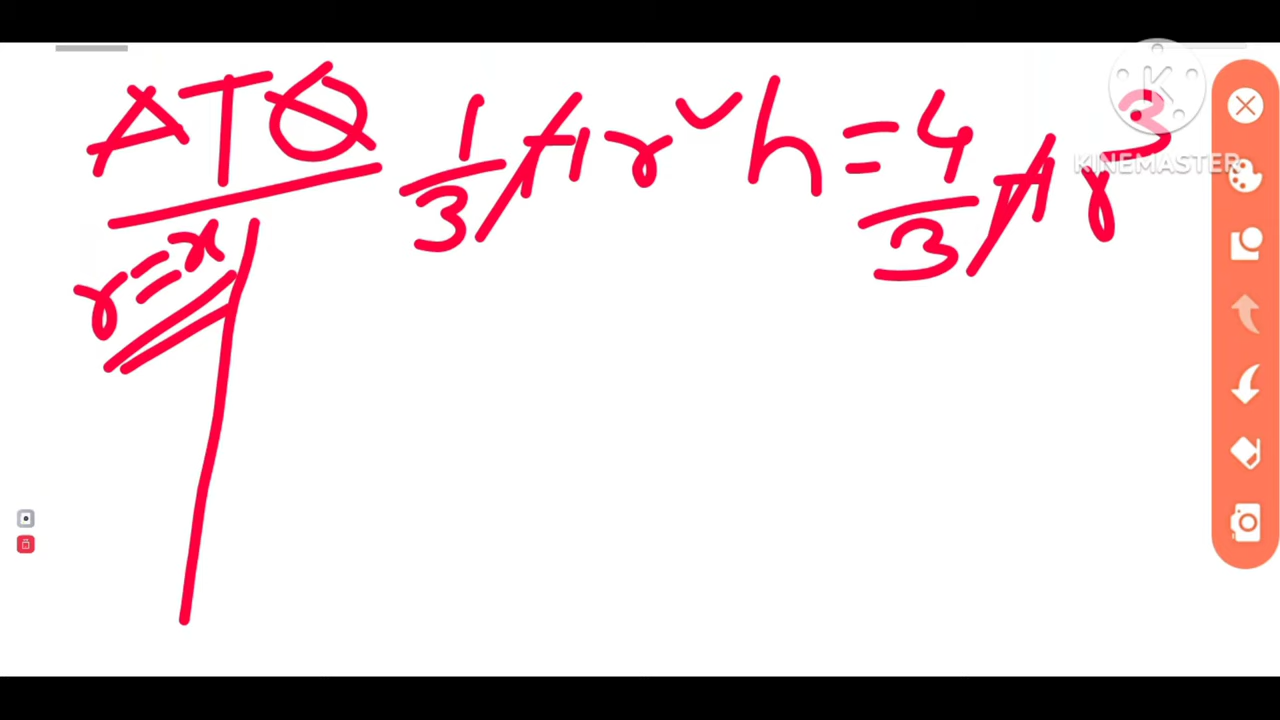 ATQ 1/3 πr²h = 4/3 πr³
r=x
KINEMASTER